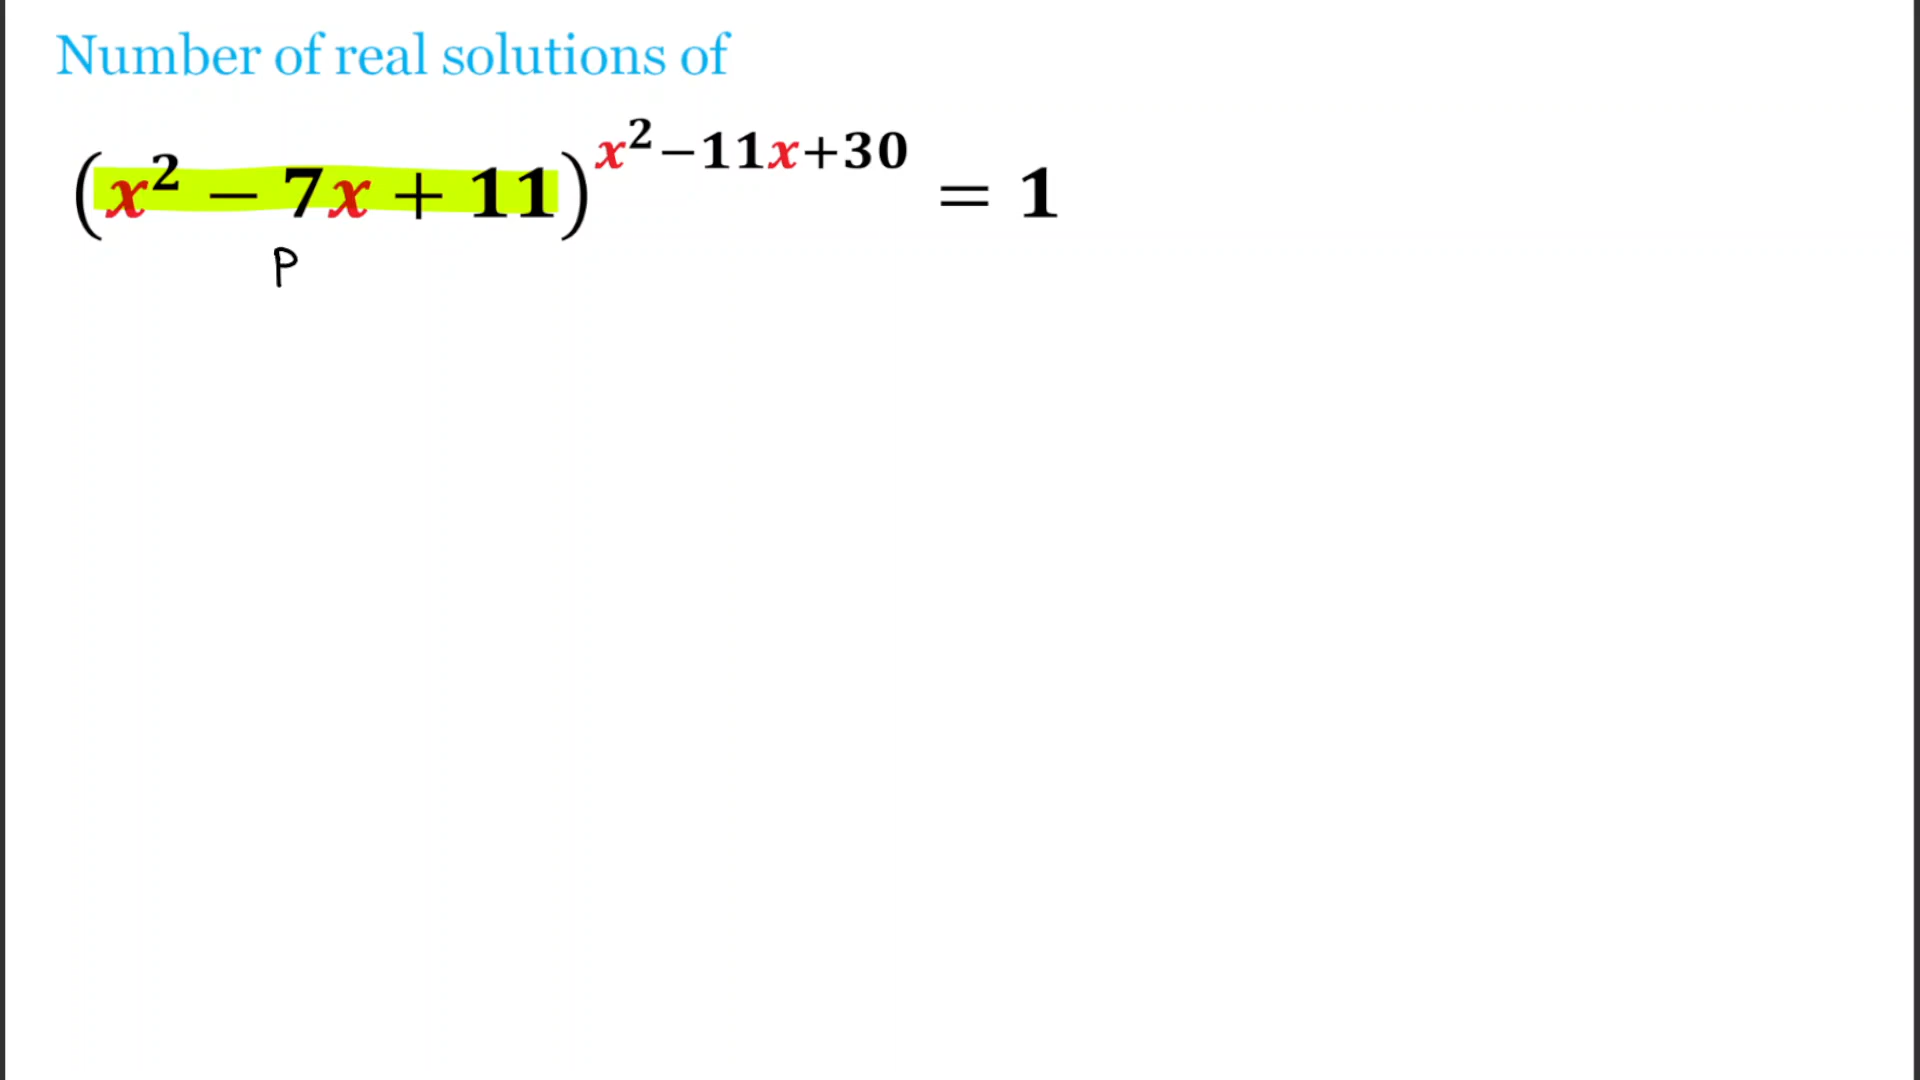 Number of real solutions of
(x² − 7x + 11)^(x²−11x+30) = 1
P